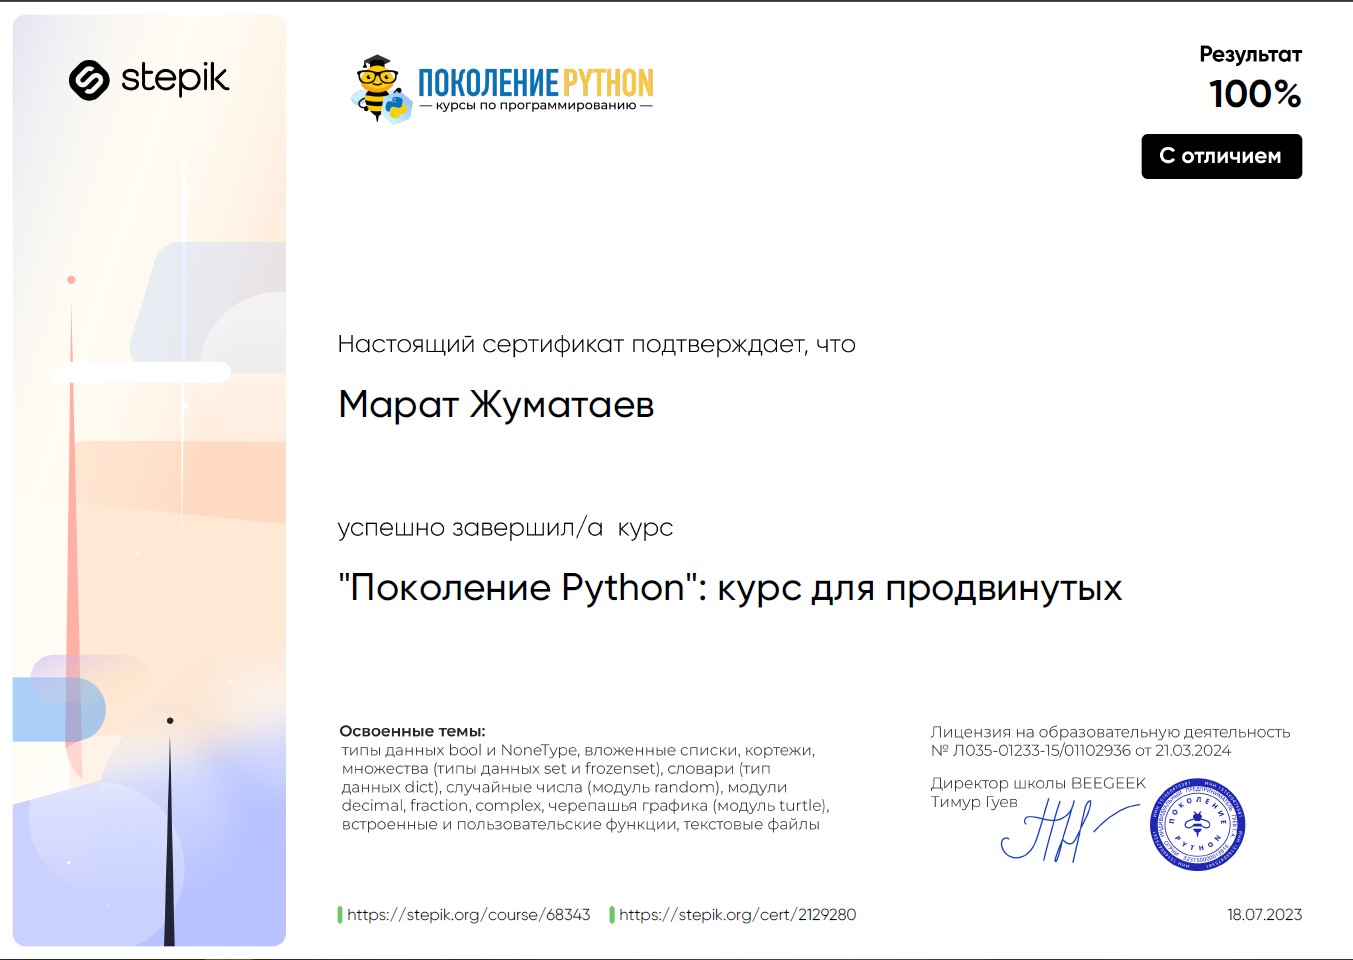 stepik
ПОКОЛЕНИЕ PYTHON
— курсы по программированию —
Результат
100%
С отличием
Настоящий сертификат подтверждает, что
Марат Жуматаев
успешно завершил/а курс
"Поколение Python": курс для продвинутых
Освоенные темы:
типы данных bool и NoneType, вложенные списки, кортежи,
множества (типы данных set и frozenset), словари (тип
данных dict), случайные числа (модуль random), модули
decimal, fraction, complex, черепашья графика (модуль turtle),
встроенные и пользовательские функции, текстовые файлы
Лицензия на образовательную деятельность
№ Л035-01233-15/01102936 от 21.03.2024
Директор школы BEEGEEK
Тимур Гуев
ПОКОЛЕНИЕ
PYTHON
https://stepik.org/course/68343
https://stepik.org/cert/2129280
18.07.2023